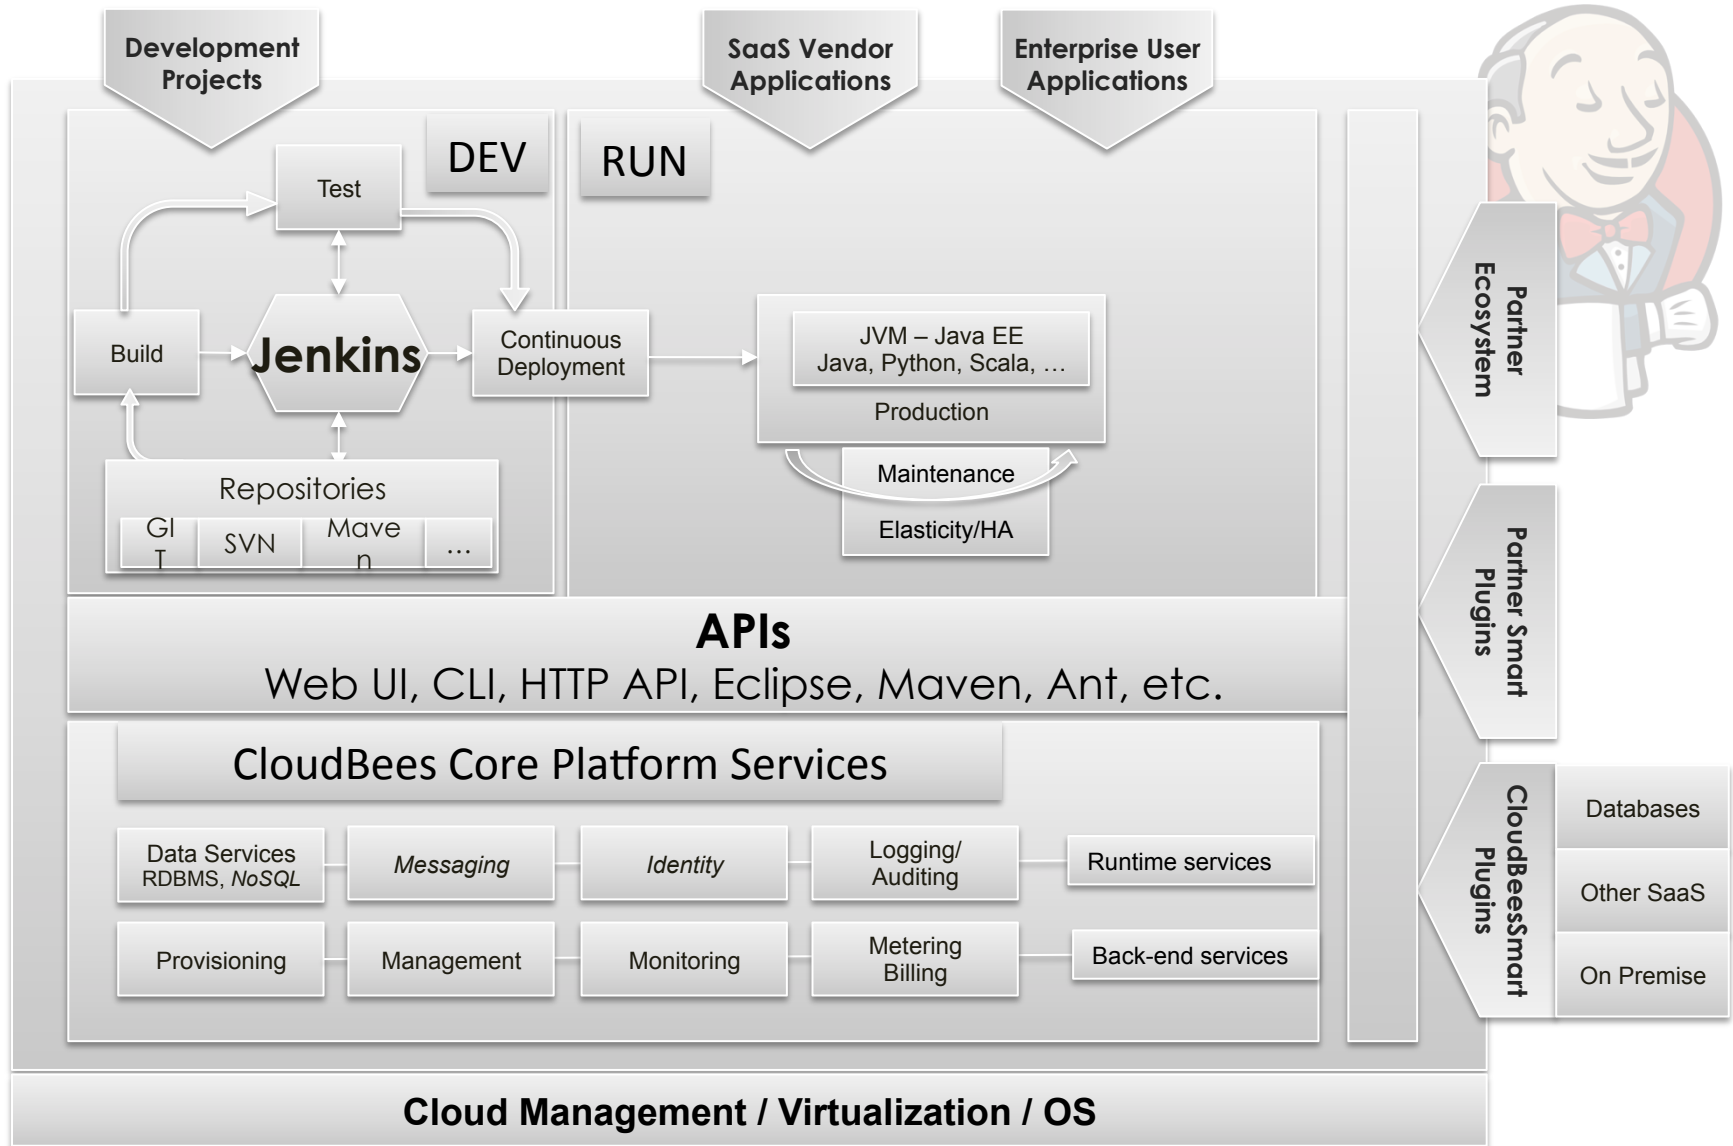 Development
Projects
SaaS Vendor
Applications
Enterprise User
Applications
DEV
RUN
Test
Build
Jenkins
Continuous
Deployment
JVM – Java EE
Java, Python, Scala, …
Production
Maintenance
Elasticity/HA
Repositories
GI
T
SVN
Mave
n
…
APIs
Web UI, CLI, HTTP API, Eclipse, Maven, Ant, etc.
CloudBees Core Platform Services
Data Services
RDBMS, NoSQL
Messaging
Identity
Logging/
Auditing
Runtime services
Provisioning
Management
Monitoring
Metering
Billing
Back-end services
Partner
Ecosystem
Partner Smart
Plugins
CloudBeesSmart
Plugins
Databases
Other SaaS
On Premise
Cloud Management / Virtualization / OS